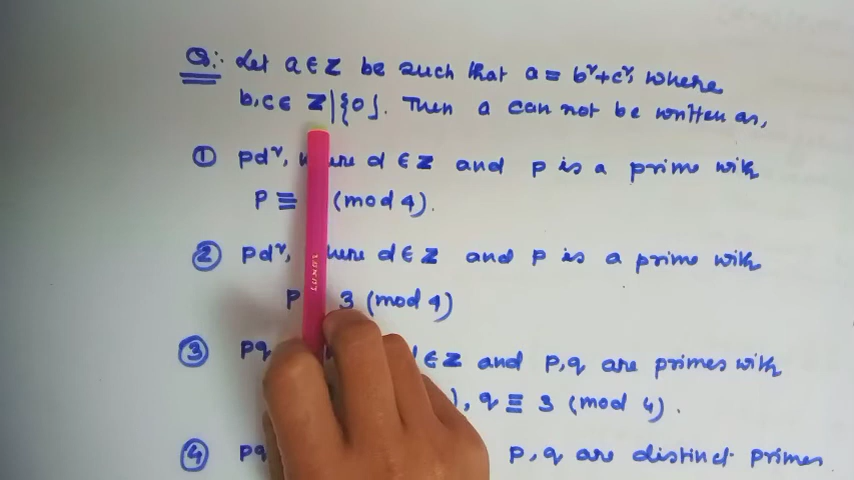 Q:. Let a ∈ Z be such that a = b²+c², where
b,c ∈ Z|{0}. Then a can not be written as,
① pd², where d ∈ Z and p is a prime with
p ≡ (mod 4).
② pd², where d ∈ Z and p is a prime with
p 3 (mod 4)
③ pq d ∈ Z and p,q are primes with
), q ≡ 3 (mod 4).
④ pq p,q are distinct primes